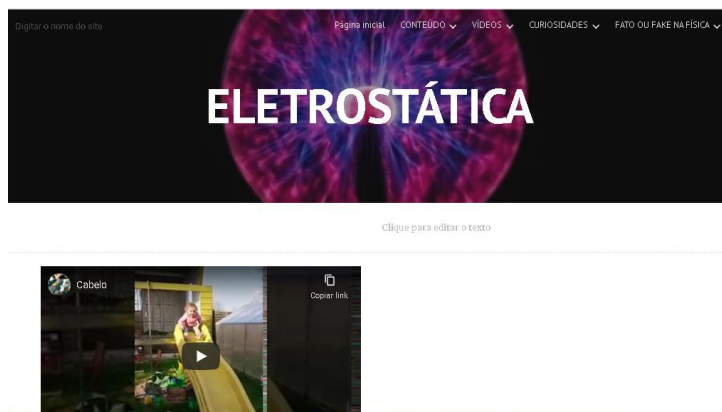 Digitar o nome do site
Página inicial CONTEÚDO VÍDEOS CURIOSIDADES FATO OU FAKE NA FÍSICA
ELETROSTÁTICA
Clique para editar o texto
Cabelo
Copiar link